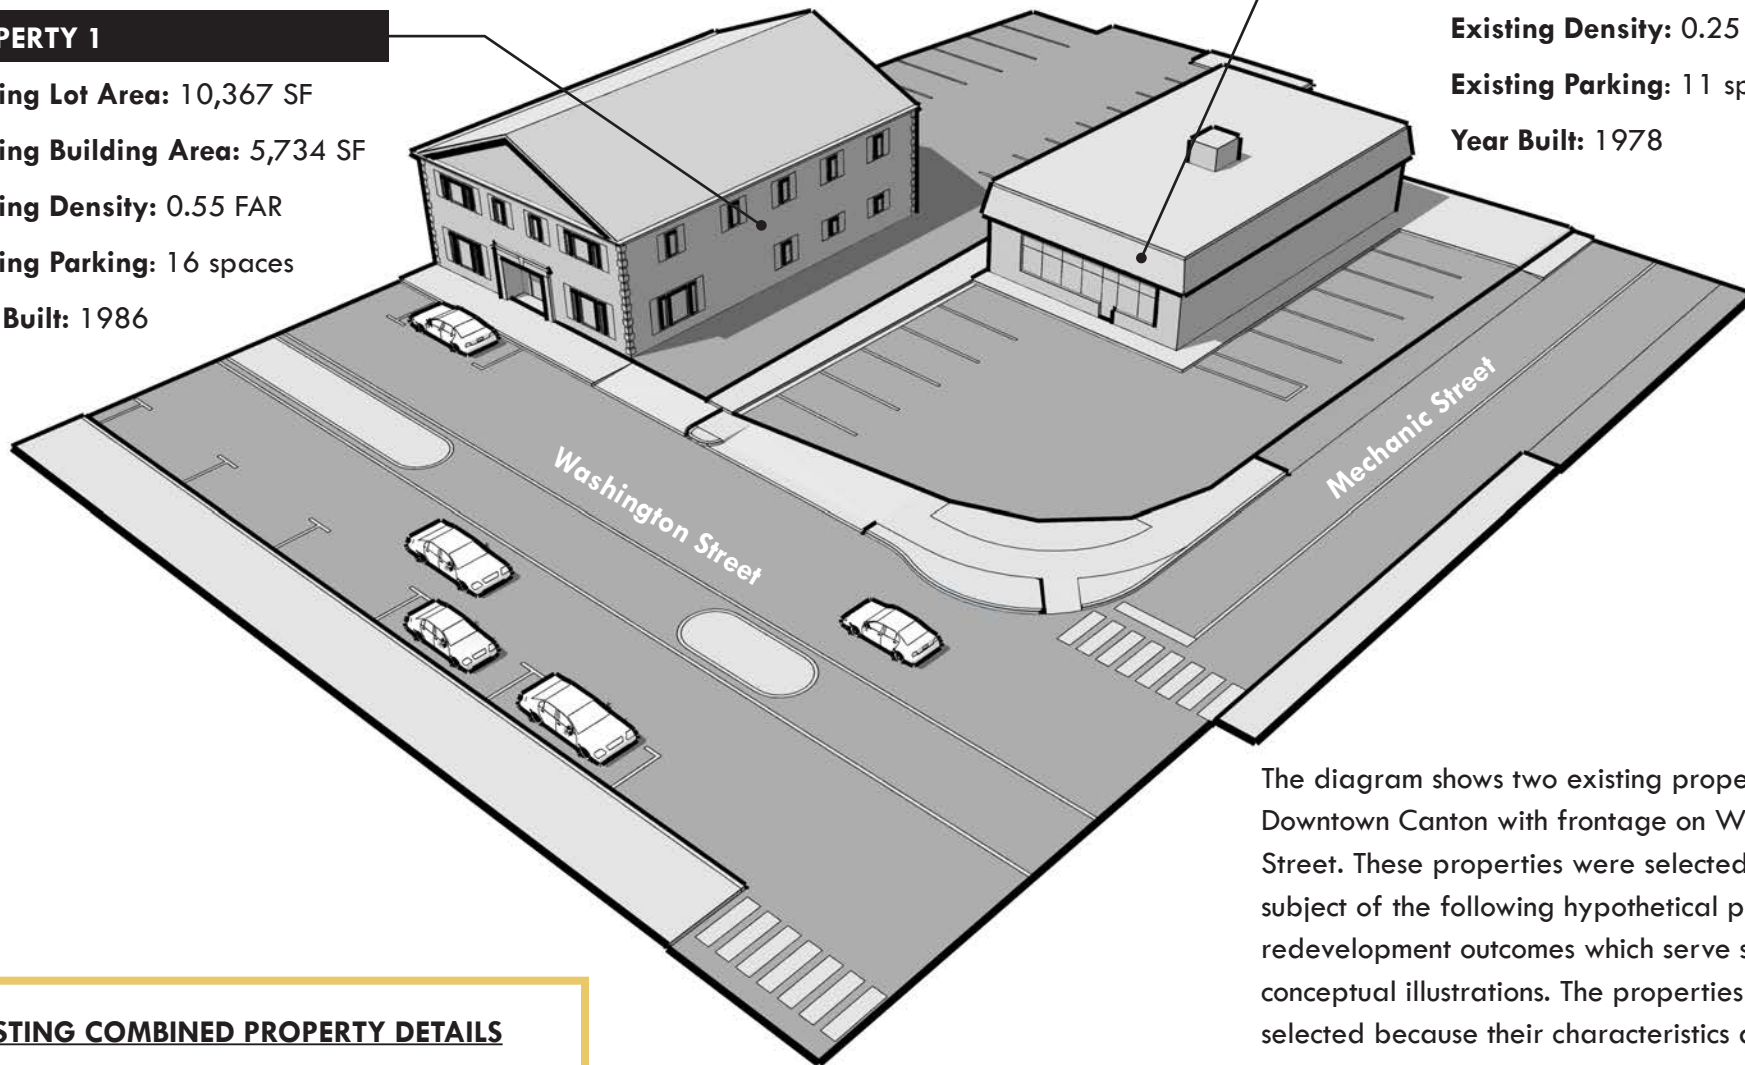 PERTY 1
ing Lot Area: 10,367 SF
ing Building Area: 5,734 SF
ing Density: 0.55 FAR
ing Parking: 16 spaces
Built: 1986
Existing Density: 0.25
Existing Parking: 11 sp
Year Built: 1978
Washington Street
Mechanic Street
The diagram shows two existing prope
Downtown Canton with frontage on W
Street. These properties were selected
subject of the following hypothetical p
redevelopment outcomes which serve s
conceptual illustrations. The properties
selected because their characteristics a
STING COMBINED PROPERTY DETAILS